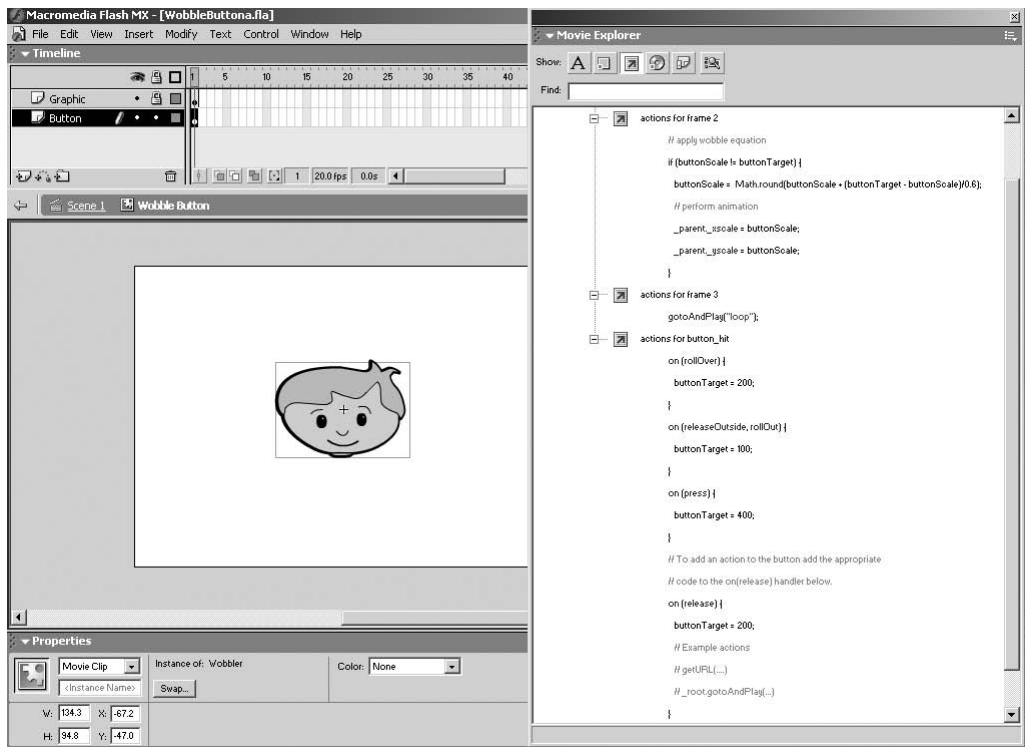 Macromedia Flash MX - [WobbleButtona.fla]
File Edit View Insert Modify Text Control Window Help
Timeline
1 5 10 15 20 25 30 35 40
Graphic
Button
1 20.0 fps 0.0s
Scene 1 Wobble Button
Properties
Movie Clip
Instance of: Wobbler
Color: None
<Instance Name>
Swap...
W: 134.3 X: -67.2
H: 94.8 Y: -47.0
Movie Explorer
Show: A
Find:
actions for frame 2
// apply wobble equation
if (buttonScale != buttonTarget) {
buttonScale = Math.round(buttonScale + (buttonTarget - buttonScale)/0.6);
// perform animation
_parent._xscale = buttonScale;
_parent._yscale = buttonScale;
}
actions for frame 3
gotoAndPlay("loop");
actions for button_hit
on (rollOver) {
buttonTarget = 200;
}
on (releaseOutside, rollOut) {
buttonTarget = 100;
}
on (press) {
buttonTarget = 400;
}
// To add an action to the button add the appropriate
// code to the on(release) handler below.
on (release) {
buttonTarget = 200;
// Example actions
// getURL(....)
// _root.gotoAndPlay(...)
}